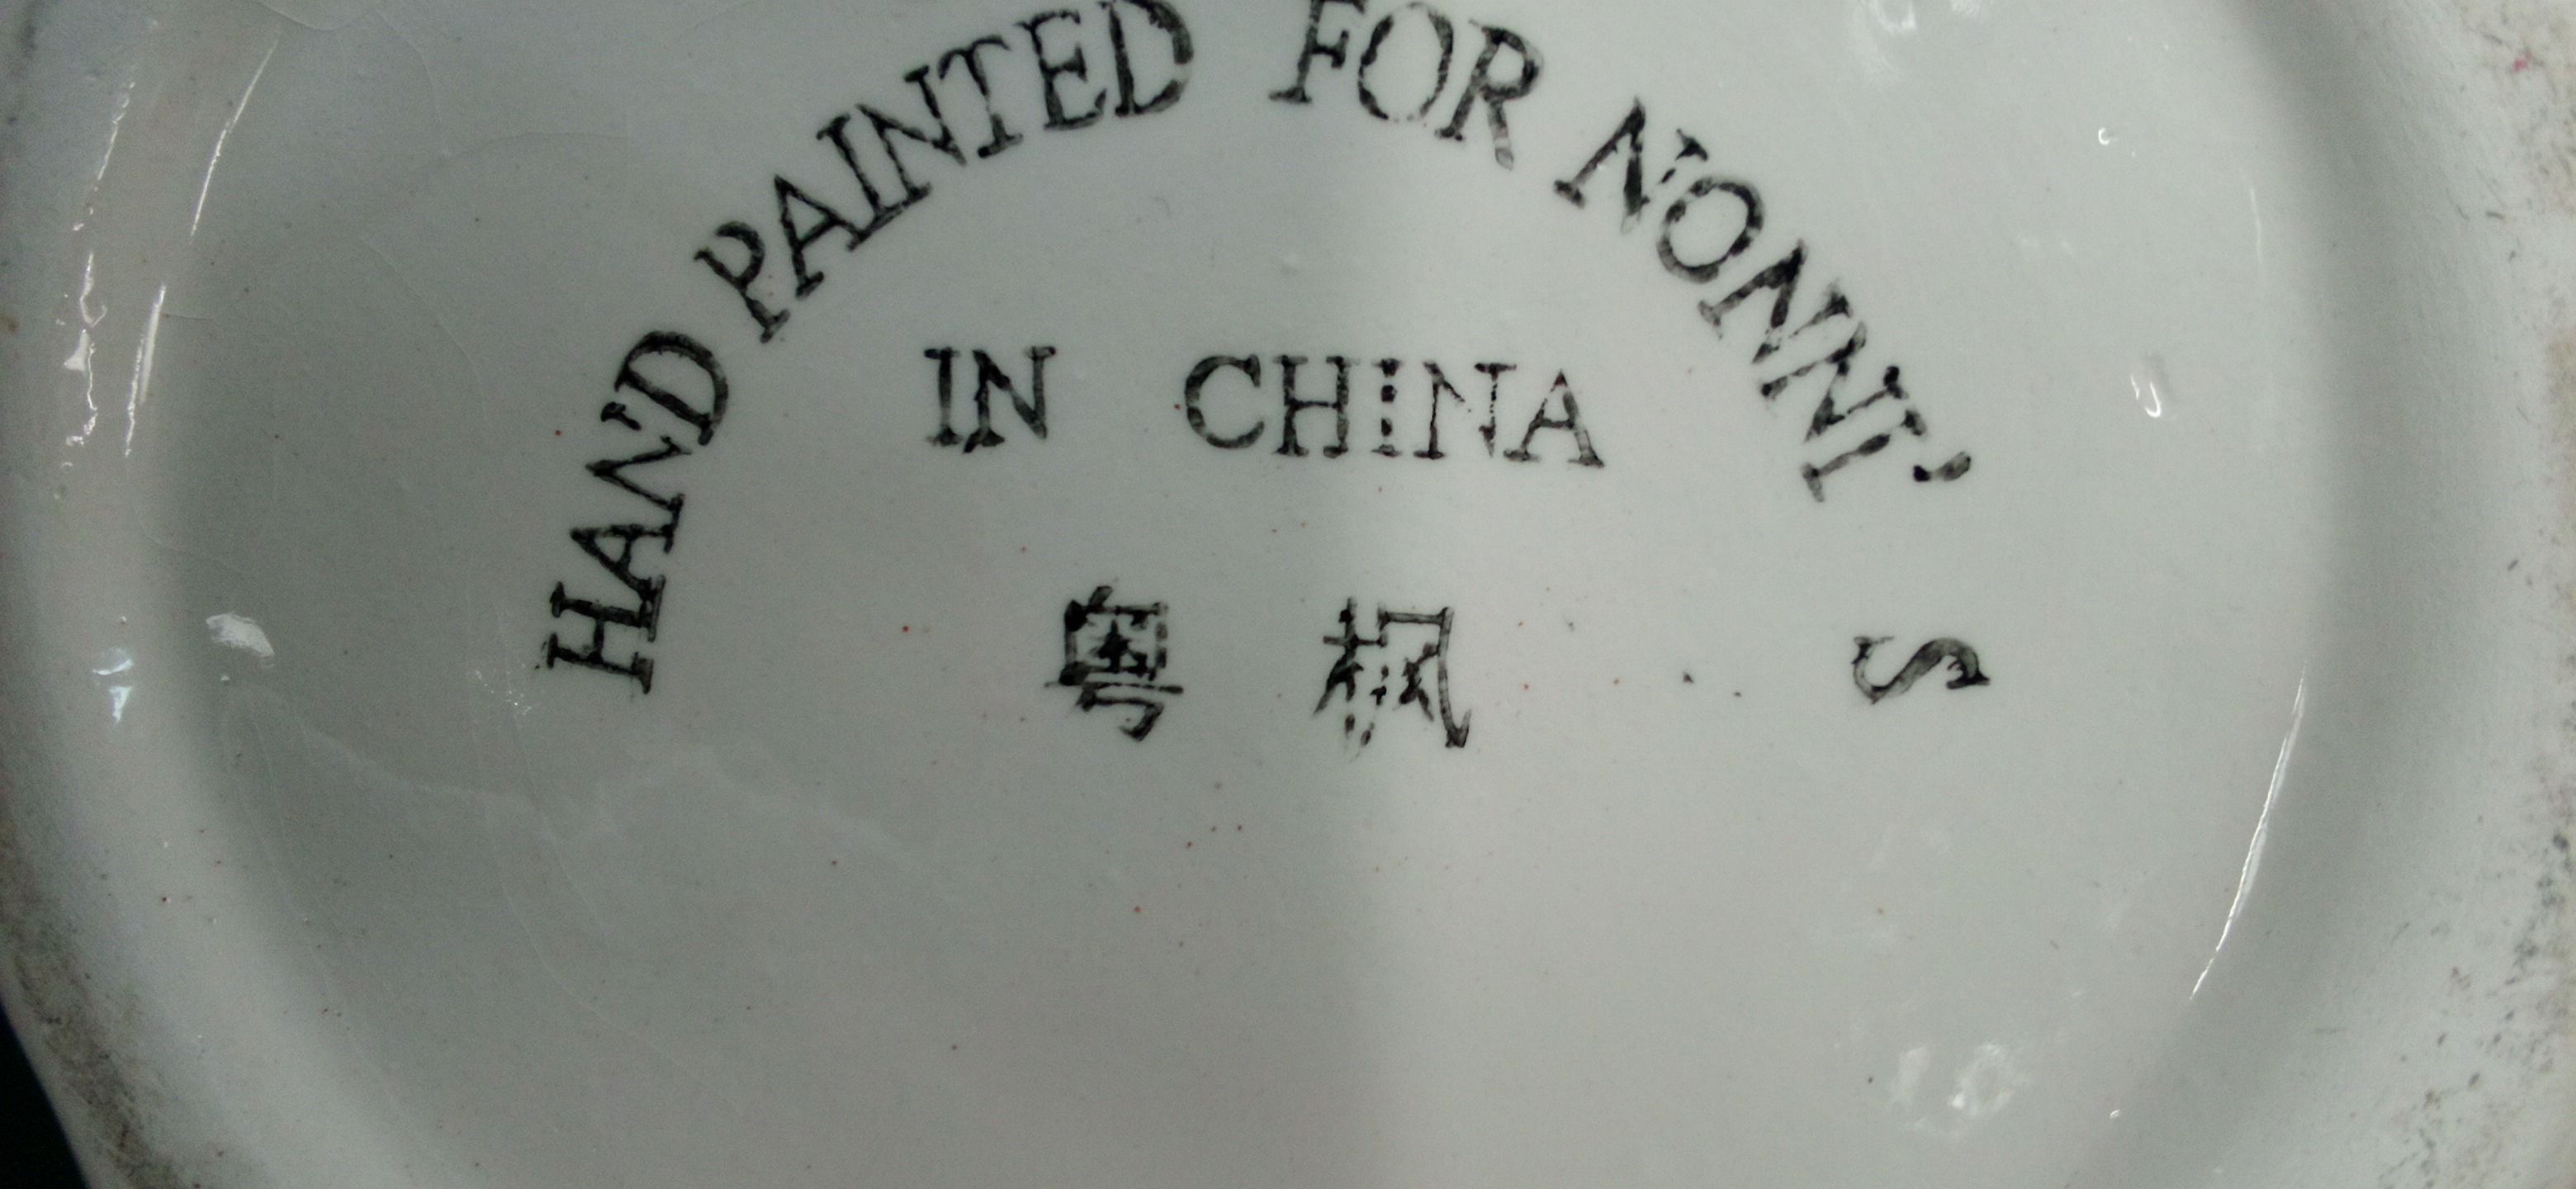 HAND PAINTED FOR NONNI'S
IN CHINA
粤枫